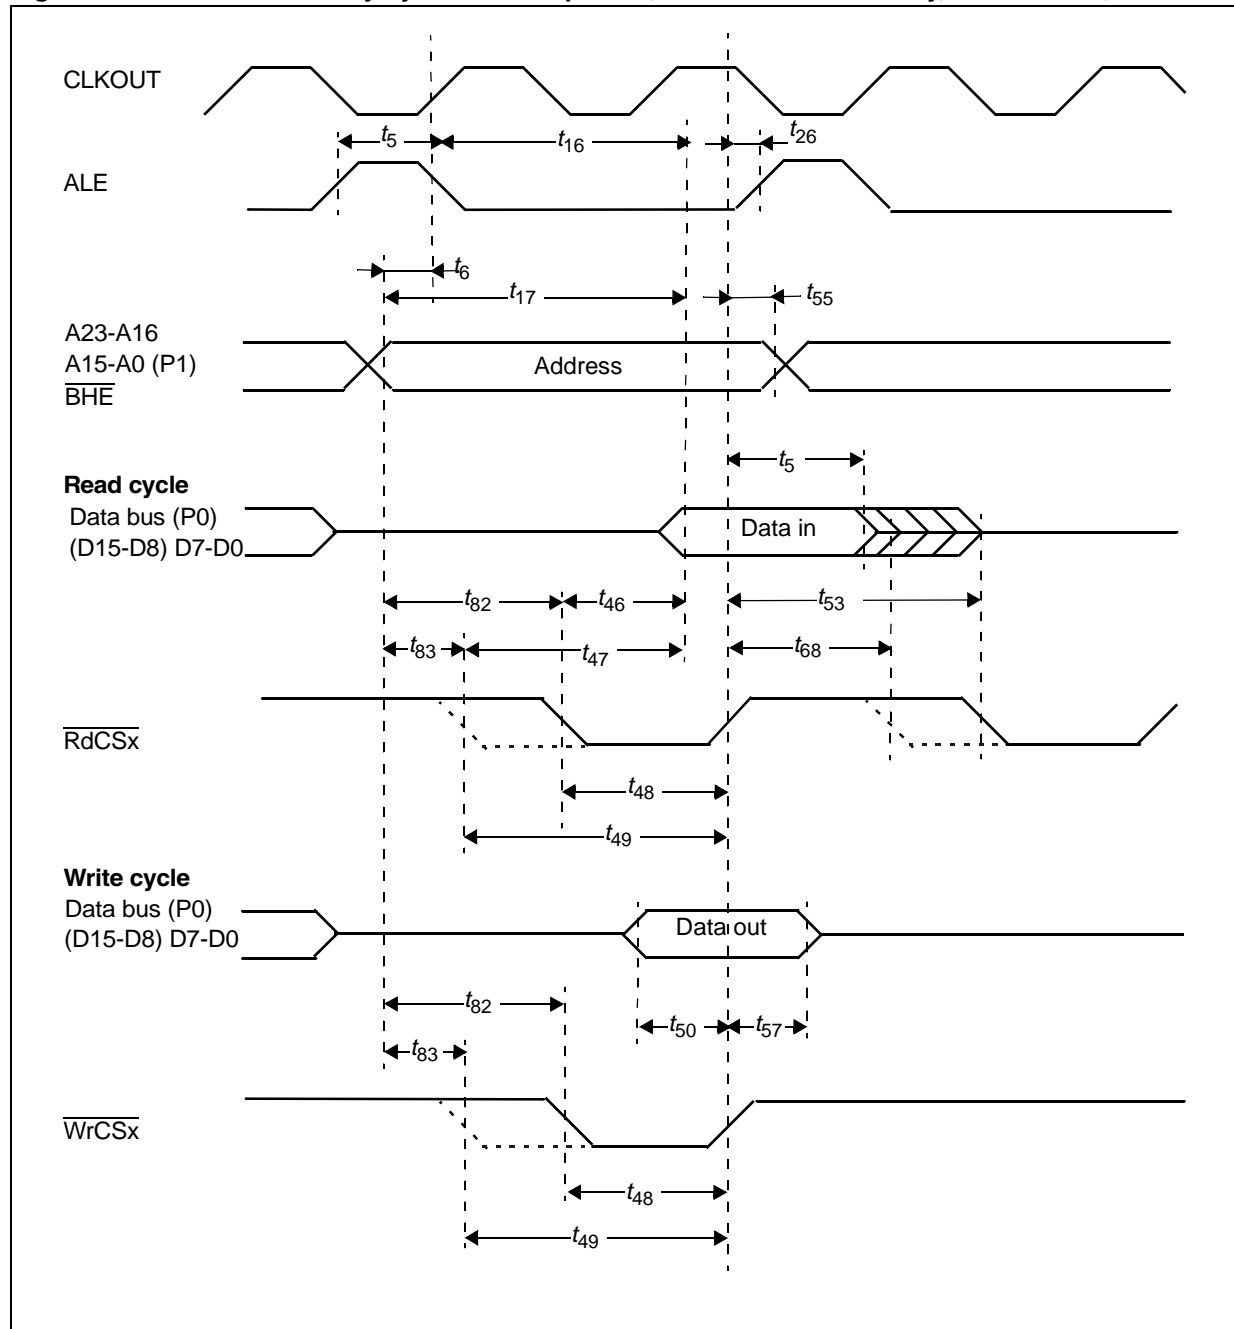 CLKOUT
t5
t16
t26
ALE
t6
t17
t55
A23-A16
A15-A0 (P1)
BHE
Address
t5
Read cycle
Data bus (P0)
(D15-D8) D7-D0
Data in
t82
t46
t53
t83
t47
t68
RdCSx
t48
t49
Write cycle
Data bus (P0)
(D15-D8) D7-D0
Data out
t82
t50
t57
t83
WrCSx
t48
t49